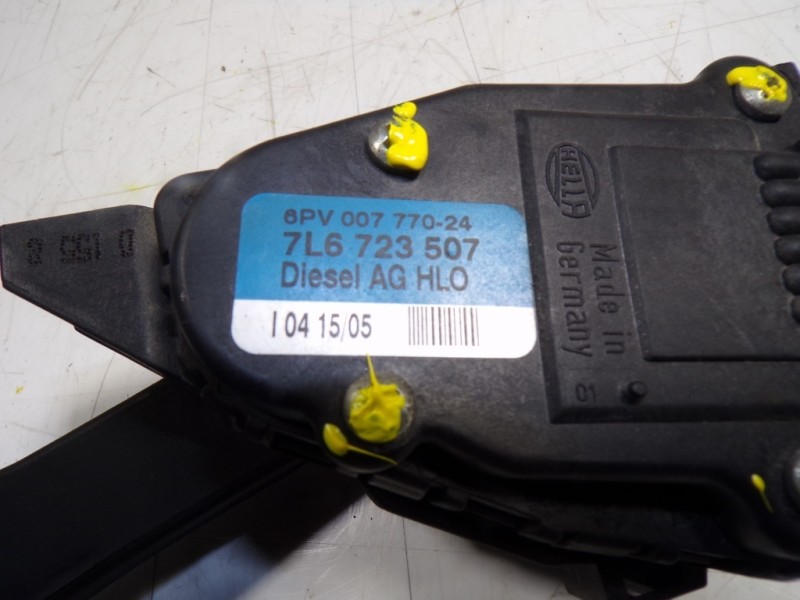 6PV 007 770-24
7L6 723 507
Diesel AG HLO
I 04 15/05
HELLA
Made in
Germany